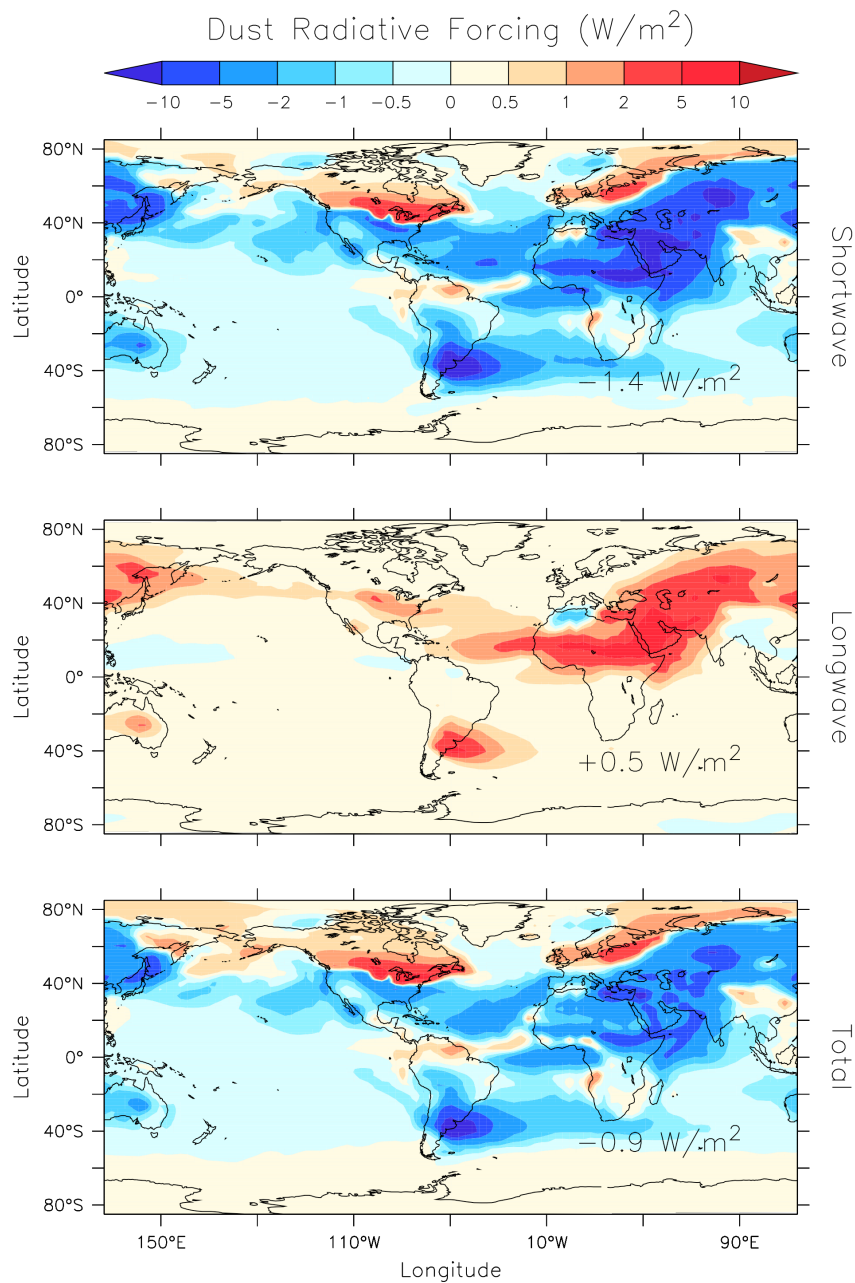 Dust Radiative Forcing (W/m²)
−10 −5 −2 −1 −0.5 0 0.5 1 2 5 10
80°N
40°N
0°
40°S
80°S
Latitude
−1.4 W/m²
Shortwave
80°N
40°N
0°
40°S
80°S
Latitude
+0.5 W/m²
Longwave
80°N
40°N
0°
40°S
80°S
Latitude
−0.9 W/m²
Total
150°E 110°W 10°W 90°E
Longitude